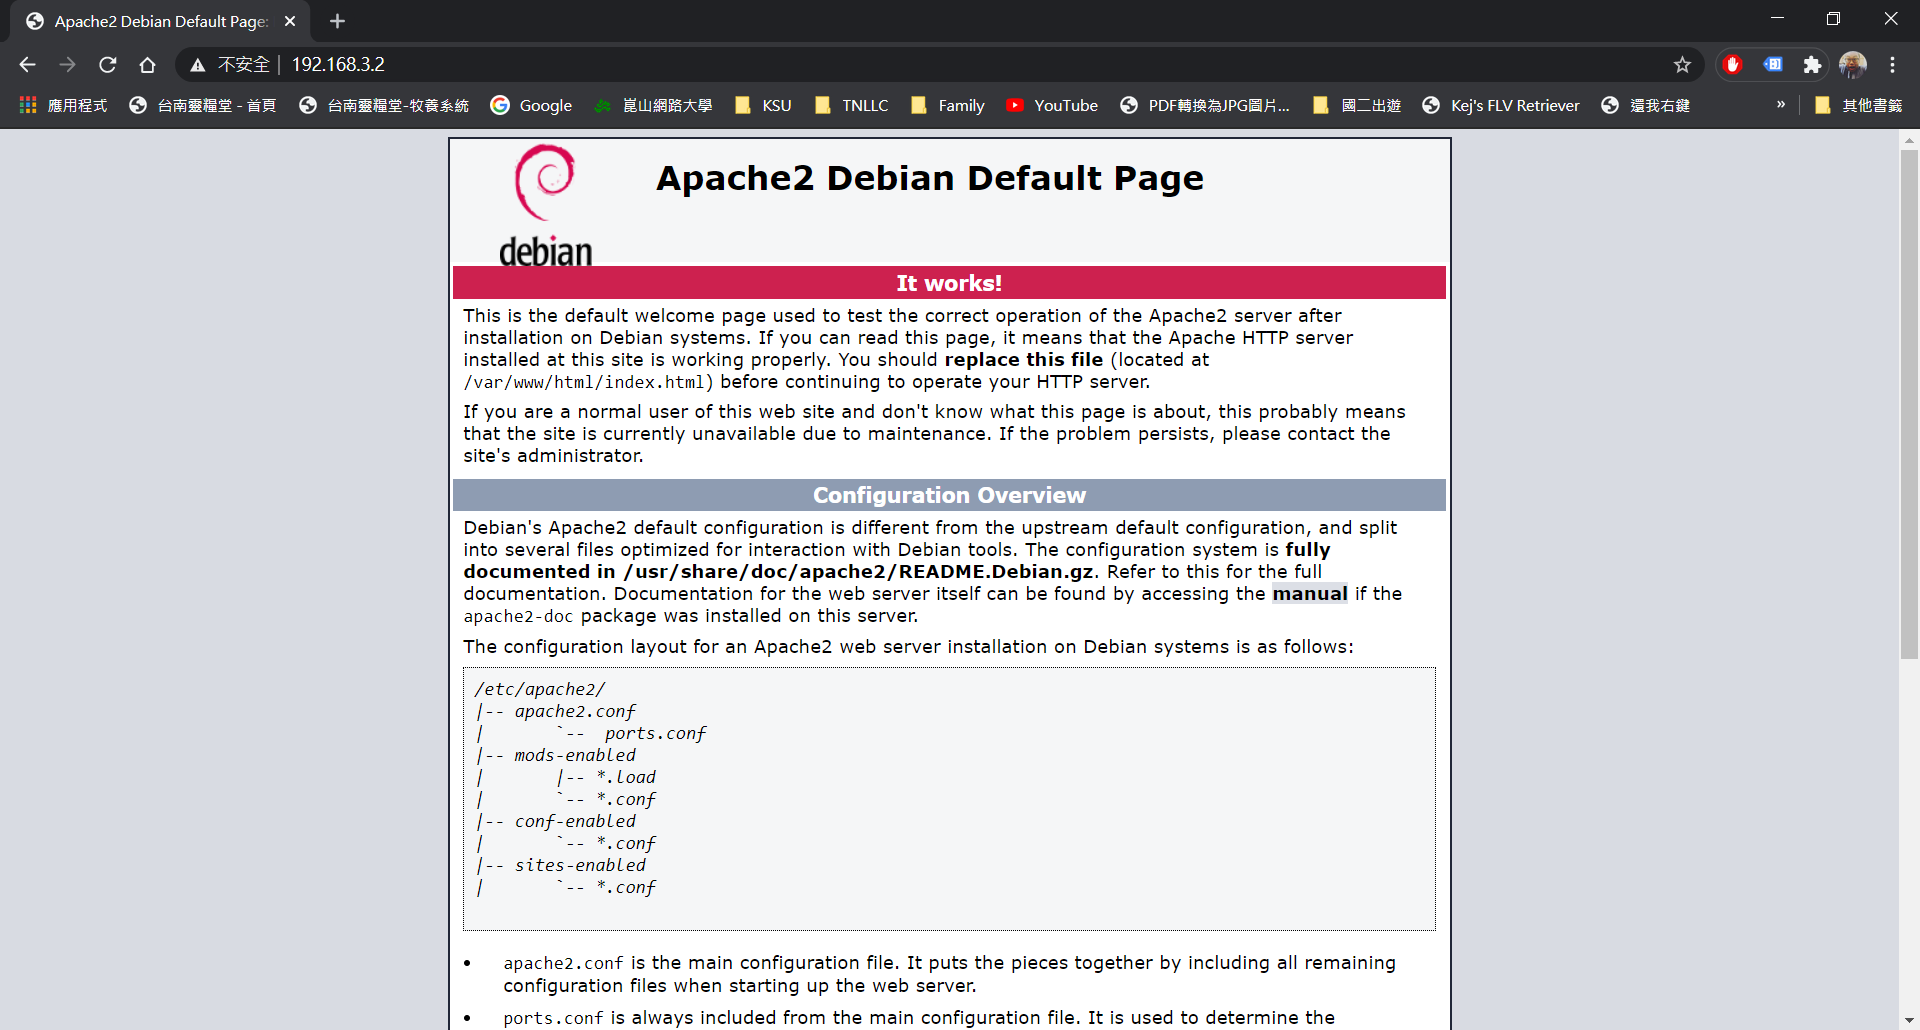 Apache2 Debian Default Page:
不安全 | 192.168.3.2
應用程式 台南靈糧堂 - 首頁 台南靈糧堂-牧養系統 Google 崑山網路大學 KSU TNLLC Family YouTube PDF轉換為JPG圖片... 國二出遊 Kej's FLV Retriever 還我右鍵 » 其他書籤
debian
Apache2 Debian Default Page
It works!
This is the default welcome page used to test the correct operation of the Apache2 server after
installation on Debian systems. If you can read this page, it means that the Apache HTTP server
installed at this site is working properly. You should replace this file (located at
/var/www/html/index.html) before continuing to operate your HTTP server.
If you are a normal user of this web site and don't know what this page is about, this probably means
that the site is currently unavailable due to maintenance. If the problem persists, please contact the
site's administrator.
Configuration Overview
Debian's Apache2 default configuration is different from the upstream default configuration, and split
into several files optimized for interaction with Debian tools. The configuration system is fully
documented in /usr/share/doc/apache2/README.Debian.gz. Refer to this for the full
documentation. Documentation for the web server itself can be found by accessing the manual if the
apache2-doc package was installed on this server.
The configuration layout for an Apache2 web server installation on Debian systems is as follows:
/etc/apache2/
|-- apache2.conf
|       `--  ports.conf
|-- mods-enabled
|       |-- *.load
|       `-- *.conf
|-- conf-enabled
|       `-- *.conf
|-- sites-enabled
|       `-- *.conf
• apache2.conf is the main configuration file. It puts the pieces together by including all remaining
configuration files when starting up the web server.
• ports.conf is always included from the main configuration file. It is used to determine the